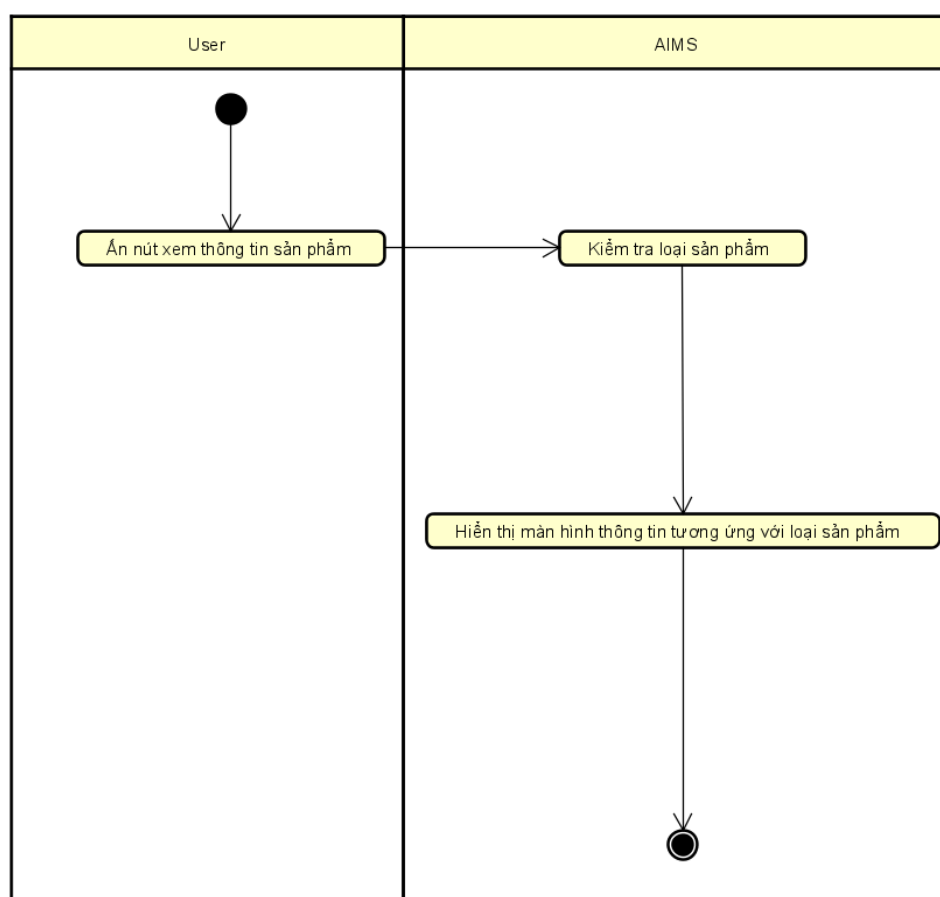 User
AIMS
Ấn nút xem thông tin sản phẩm
Kiểm tra loại sản phẩm
Hiển thị màn hình thông tin tương ứng với loại sản phẩm